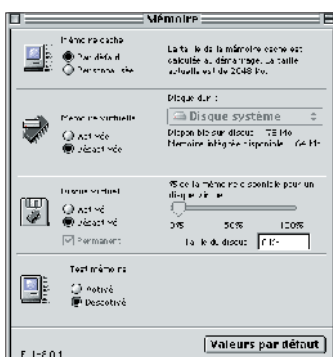 Mémoire
Mémoire cache
Par défaut
Personnalisée
La taille de la mémoire cache est
calculée au démarrage. La taille
actuelle est de 2048 Ko.
Mémoire virtuelle
Activée
Désactivée
Disque dur :
Disque système
Disponible sur disque : 78 Mo
Mémoire intégrée disponible : 64 Mo
Disque virtuel
Activé
Désactivé
Permanent
% de la mémoire disponible pour un
disque virtuel
0% 50% 100%
Taille du disque
Test mémoire
Activé
Désactivé
Valeurs par défaut